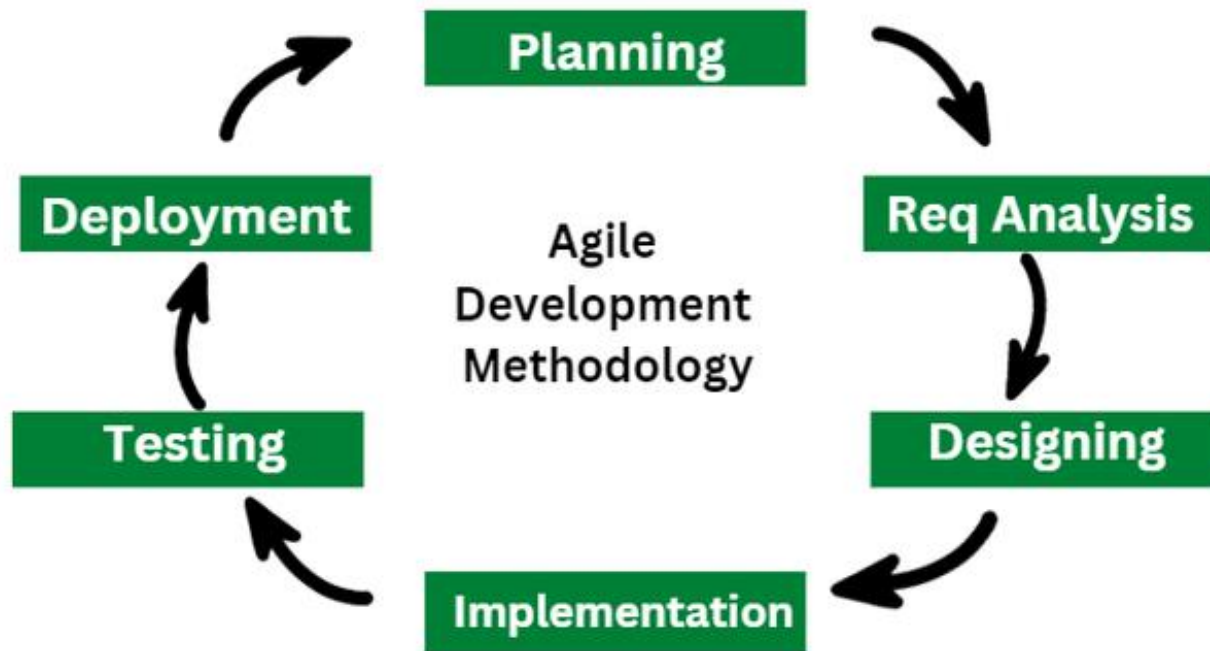 Planning
Deployment
Req Analysis
Agile
Development
Methodology
Testing
Designing
Implementation